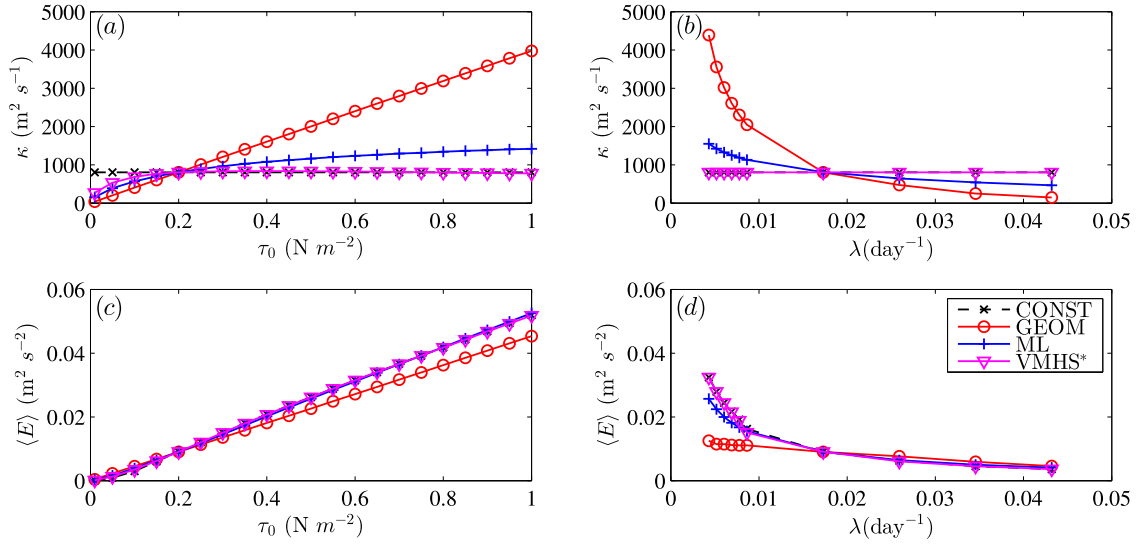 (a)
κ (m² s⁻¹)
5000
4000
3000
2000
1000
0
0 0.2 0.4 0.6 0.8 1
τ₀ (N m⁻²)
(b)
κ (m² s⁻¹)
5000
4000
3000
2000
1000
0
0 0.01 0.02 0.03 0.04 0.05
λ(day⁻¹)
(c)
⟨E⟩ (m² s⁻²)
0.06
0.04
0.02
0
0 0.2 0.4 0.6 0.8 1
τ₀ (N m⁻²)
(d)
⟨E⟩ (m² s⁻²)
0.06
0.04
0.02
0
0 0.01 0.02 0.03 0.04 0.05
λ(day⁻¹)
CONST
GEOM
ML
VMHS*